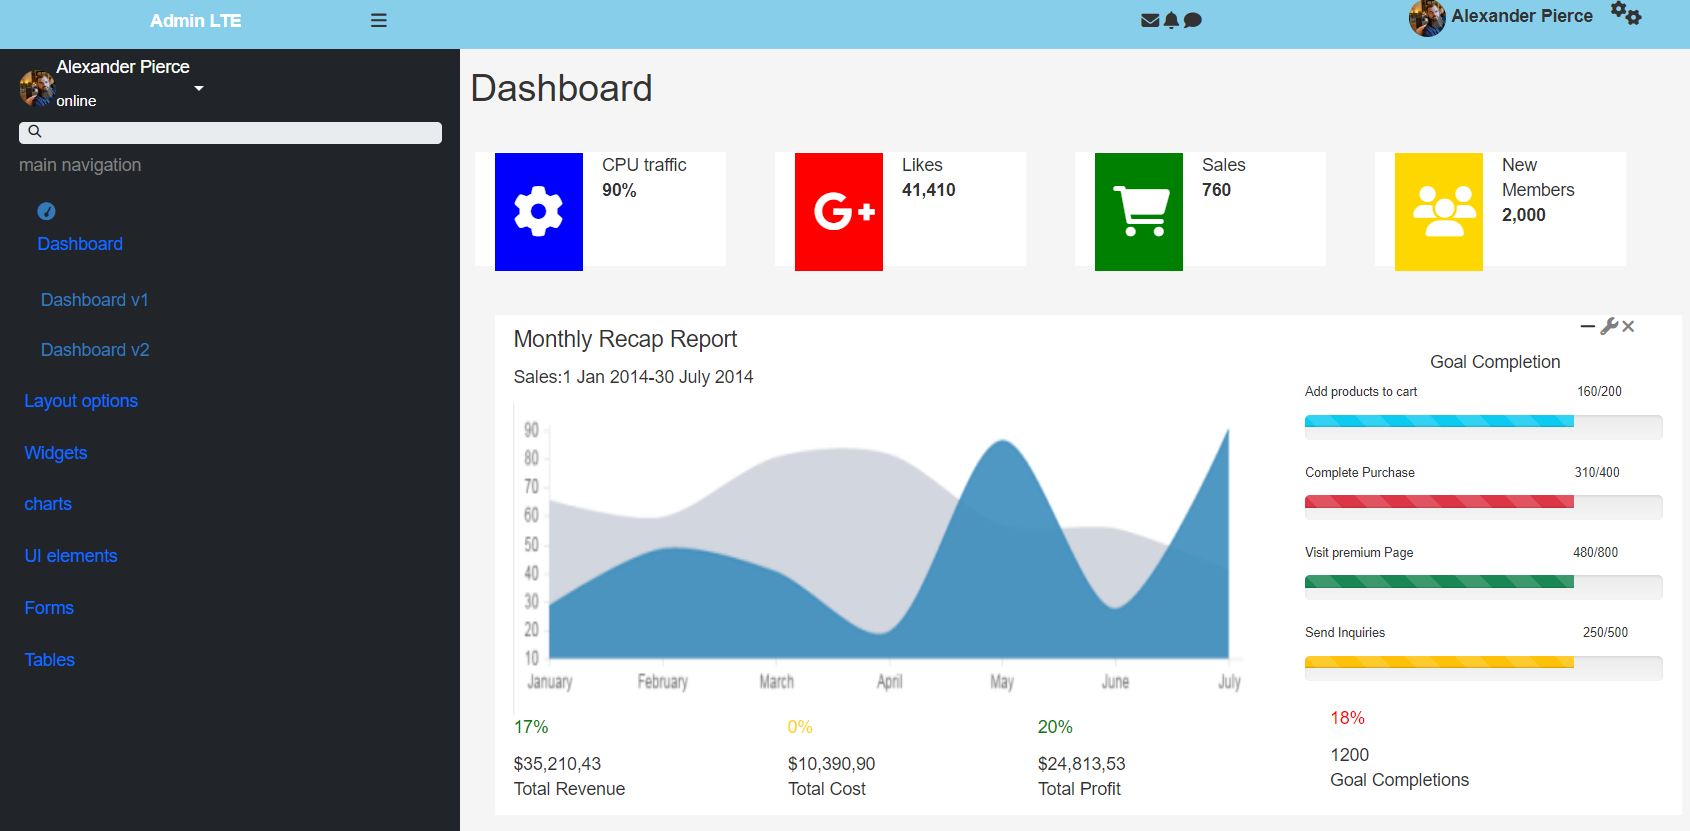 Admin LTE
Alexander Pierce
Alexander Pierce
online
main navigation
Dashboard
Dashboard v1
Dashboard v2
Layout options
Widgets
charts
UI elements
Forms
Tables
Dashboard
CPU traffic
90%
Likes
41,410
Sales
760
New
Members
2,000
Monthly Recap Report
Sales:1 Jan 2014-30 July 2014
90
80
70
60
50
40
30
20
10
January February March April May June July
17%
$35,210,43
Total Revenue
0%
$10,390,90
Total Cost
20%
$24,813,53
Total Profit
Goal Completion
Add products to cart 160/200
Complete Purchase 310/400
Visit premium Page 480/800
Send Inquiries 250/500
18%
1200
Goal Completions